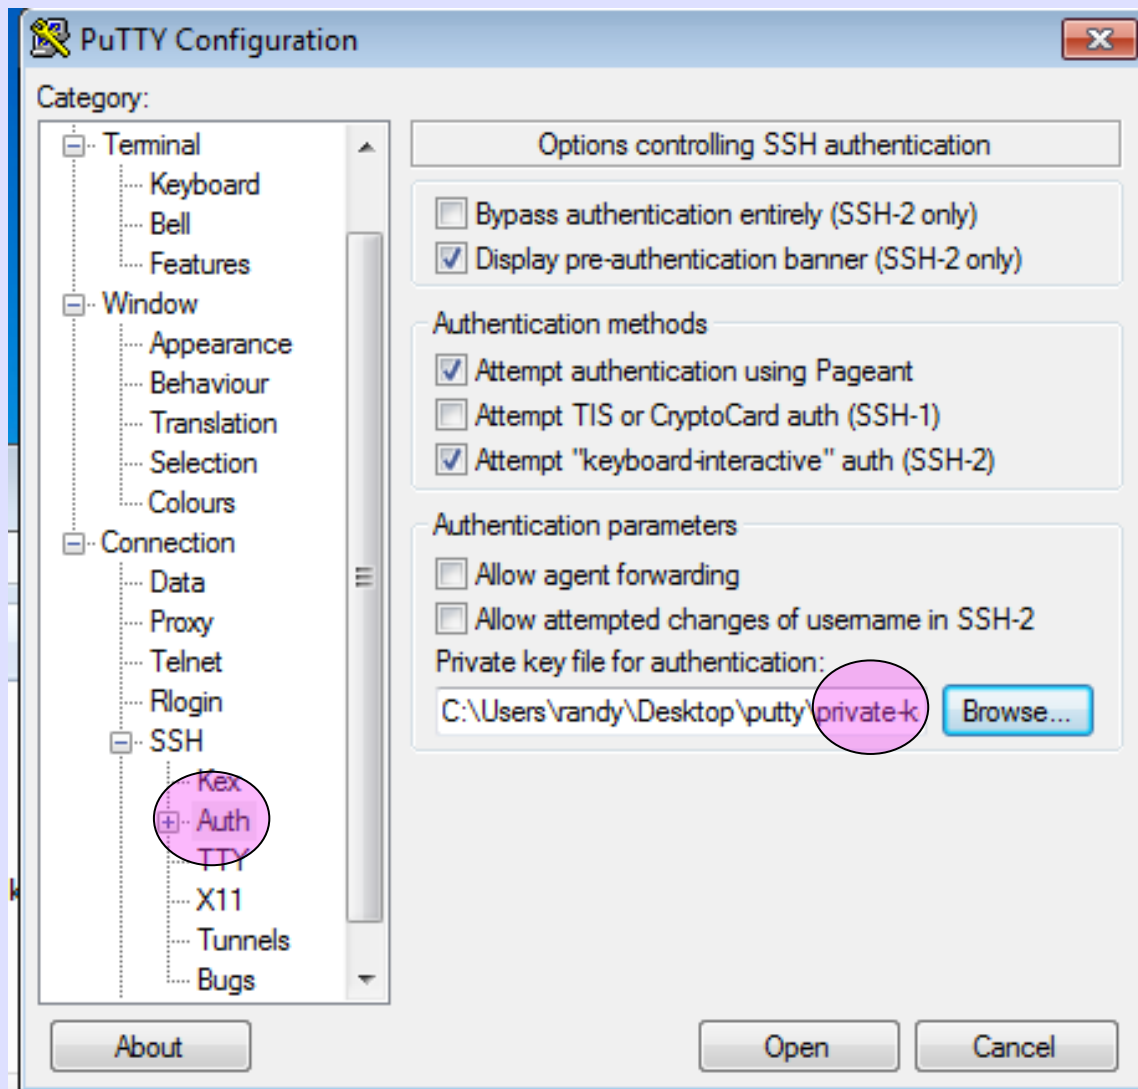 PuTTY Configuration
Category:
Terminal
Keyboard
Bell
Features
Window
Appearance
Behaviour
Translation
Selection
Colours
Connection
Data
Proxy
Telnet
Rlogin
SSH
Kex
Auth
TTY
X11
Tunnels
Bugs
Options controlling SSH authentication
Bypass authentication entirely (SSH-2 only)
Display pre-authentication banner (SSH-2 only)
Authentication methods
Attempt authentication using Pageant
Attempt TIS or CryptoCard auth (SSH-1)
Attempt "keyboard-interactive" auth (SSH-2)
Authentication parameters
Allow agent forwarding
Allow attempted changes of username in SSH-2
Private key file for authentication:
C:\Users\randy\Desktop\putty\private-k
Browse...
About
Open
Cancel